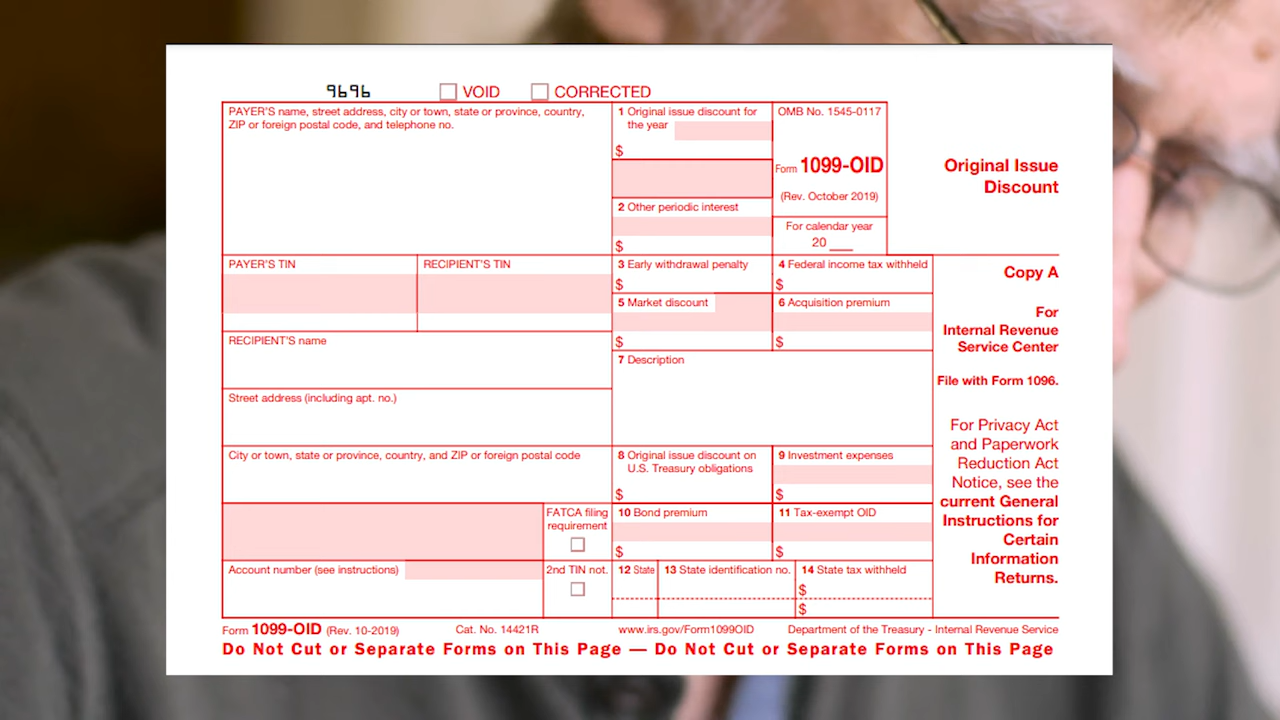 9696 VOID CORRECTED
PAYER'S name, street address, city or town, state or province, country,
ZIP or foreign postal code, and telephone no.
1 Original issue discount for
the year
$
2 Other periodic interest
$
OMB No. 1545-0117
Form 1099-OID
(Rev. October 2019)
For calendar year
20 ___
Original Issue
Discount
PAYER'S TIN
RECIPIENT'S TIN
3 Early withdrawal penalty
$
4 Federal income tax withheld
$
Copy A
5 Market discount
$
6 Acquisition premium
$
For
Internal Revenue
Service Center
RECIPIENT'S name
7 Description
File with Form 1096.
Street address (including apt. no.)
For Privacy Act
and Paperwork
Reduction Act
Notice, see the
current General
Instructions for
Certain
Information
Returns.
City or town, state or province, country, and ZIP or foreign postal code
8 Original issue discount on
U.S. Treasury obligations
$
9 Investment expenses
$
FATCA filing
requirement
10 Bond premium
$
11 Tax-exempt OID
$
Account number (see instructions)
2nd TIN not.
12 State
13 State identification no.
14 State tax withheld
$
$
Form 1099-OID (Rev. 10-2019) Cat. No. 14421R www.irs.gov/Form1099OID Department of the Treasury - Internal Revenue Service
Do Not Cut or Separate Forms on This Page — Do Not Cut or Separate Forms on This Page